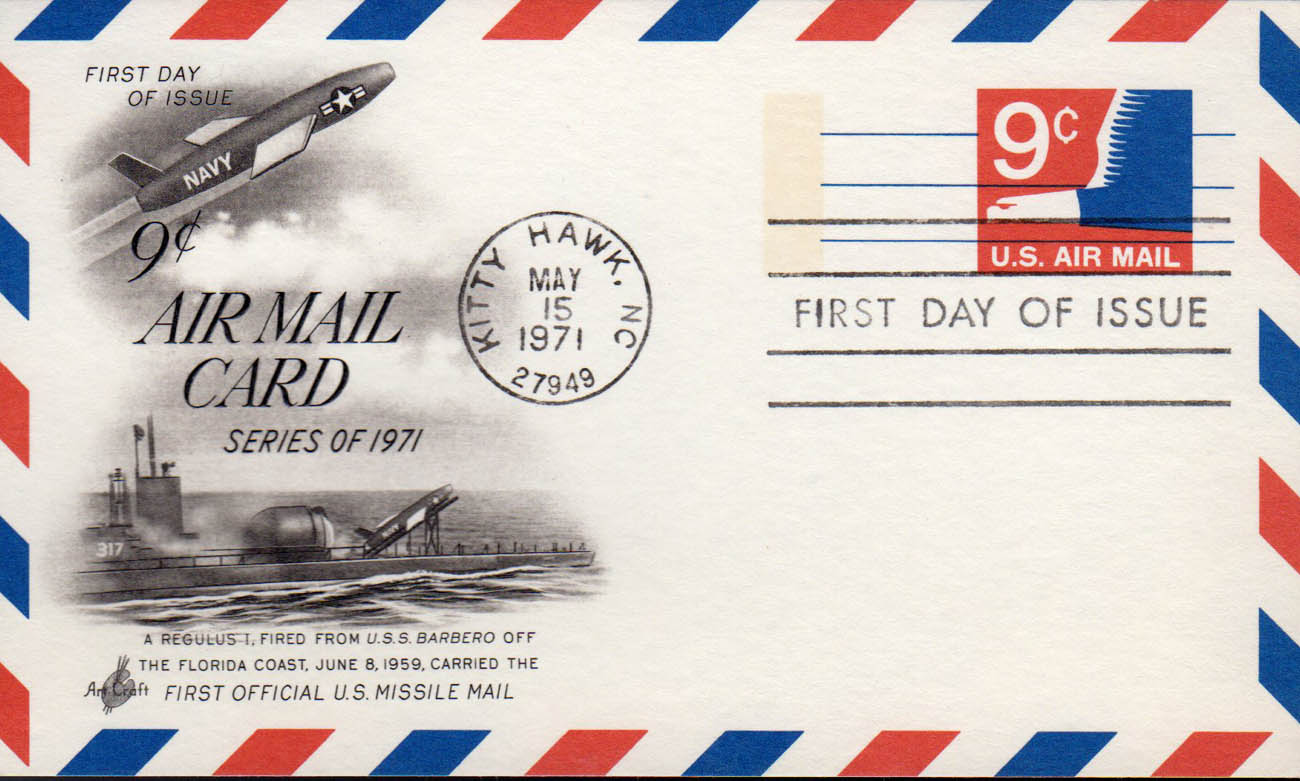 FIRST DAY
OF ISSUE
NAVY
9¢
AIR MAIL
CARD
SERIES OF 1971
317
NAVY
A REGULUS I, FIRED FROM U.S.S. BARBERO OFF
THE FLORIDA COAST, JUNE 8, 1959, CARRIED THE
FIRST OFFICIAL U.S. MISSILE MAIL
Art Craft
KITTY HAWK, NC
MAY
15
1971
27949
9¢
U.S. AIR MAIL
FIRST DAY OF ISSUE